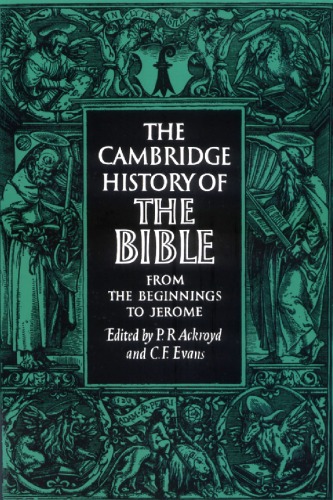 THE
CAMBRIDGE
HISTORY OF
THE
BIBLE
FROM
THE BEGINNINGS
TO JEROME
Edited by P. R. Ackroyd
and C. F. Evans